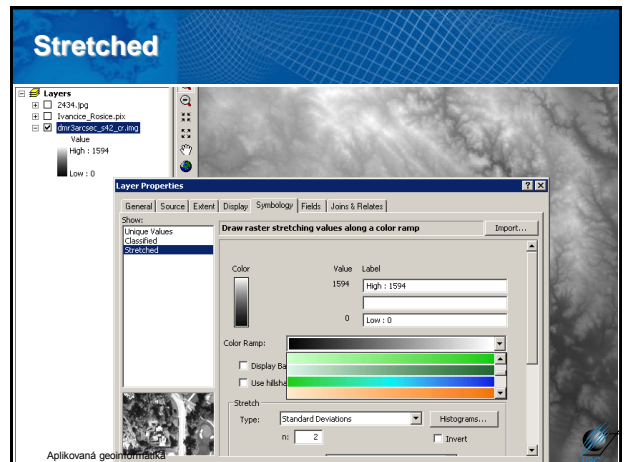 Stretched
Layers
2434.jpg
Ivancice_Rosice.pix
dmr3arcsec_s42_cr.img
Value
High : 1594
Low : 0
Layer Properties
General Source Extent Display Symbology Fields Joins & Relates
Show:
Unique Values
Classified
Stretched
Draw raster stretching values along a color ramp
Import...
Color Value Label
1594 High : 1594
0 Low : 0
Color Ramp:
Display Ba
Use hillsha
Stretch
Type: Standard Deviations Histograms...
n: 2 Invert
Aplikovaná geoinformatika